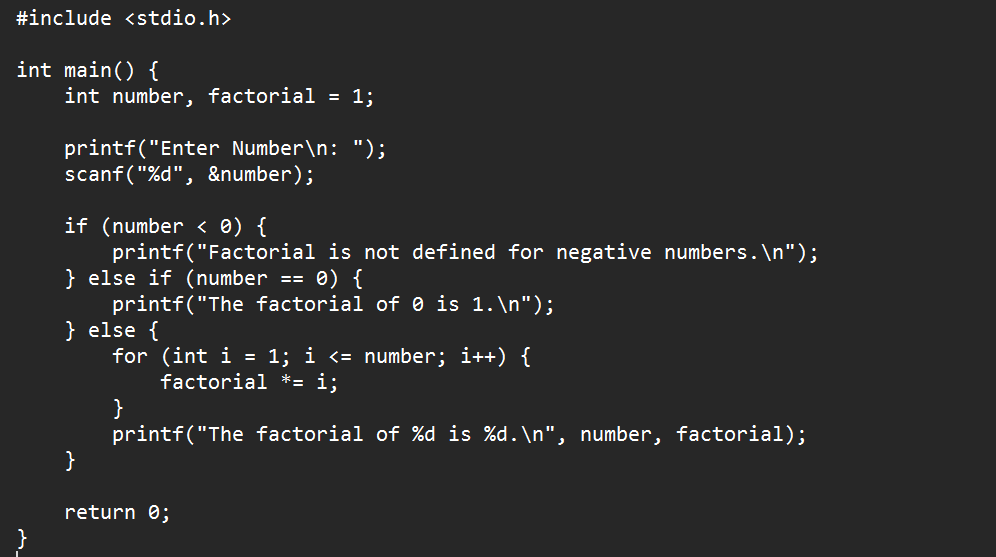 #include <stdio.h>

int main() {
    int number, factorial = 1;

    printf("Enter Number\n: ");
    scanf("%d", &number);

    if (number < 0) {
        printf("Factorial is not defined for negative numbers.\n");
    } else if (number == 0) {
        printf("The factorial of 0 is 1.\n");
    } else {
        for (int i = 1; i <= number; i++) {
            factorial *= i;
        }
        printf("The factorial of %d is %d.\n", number, factorial);
    }

    return 0;
}